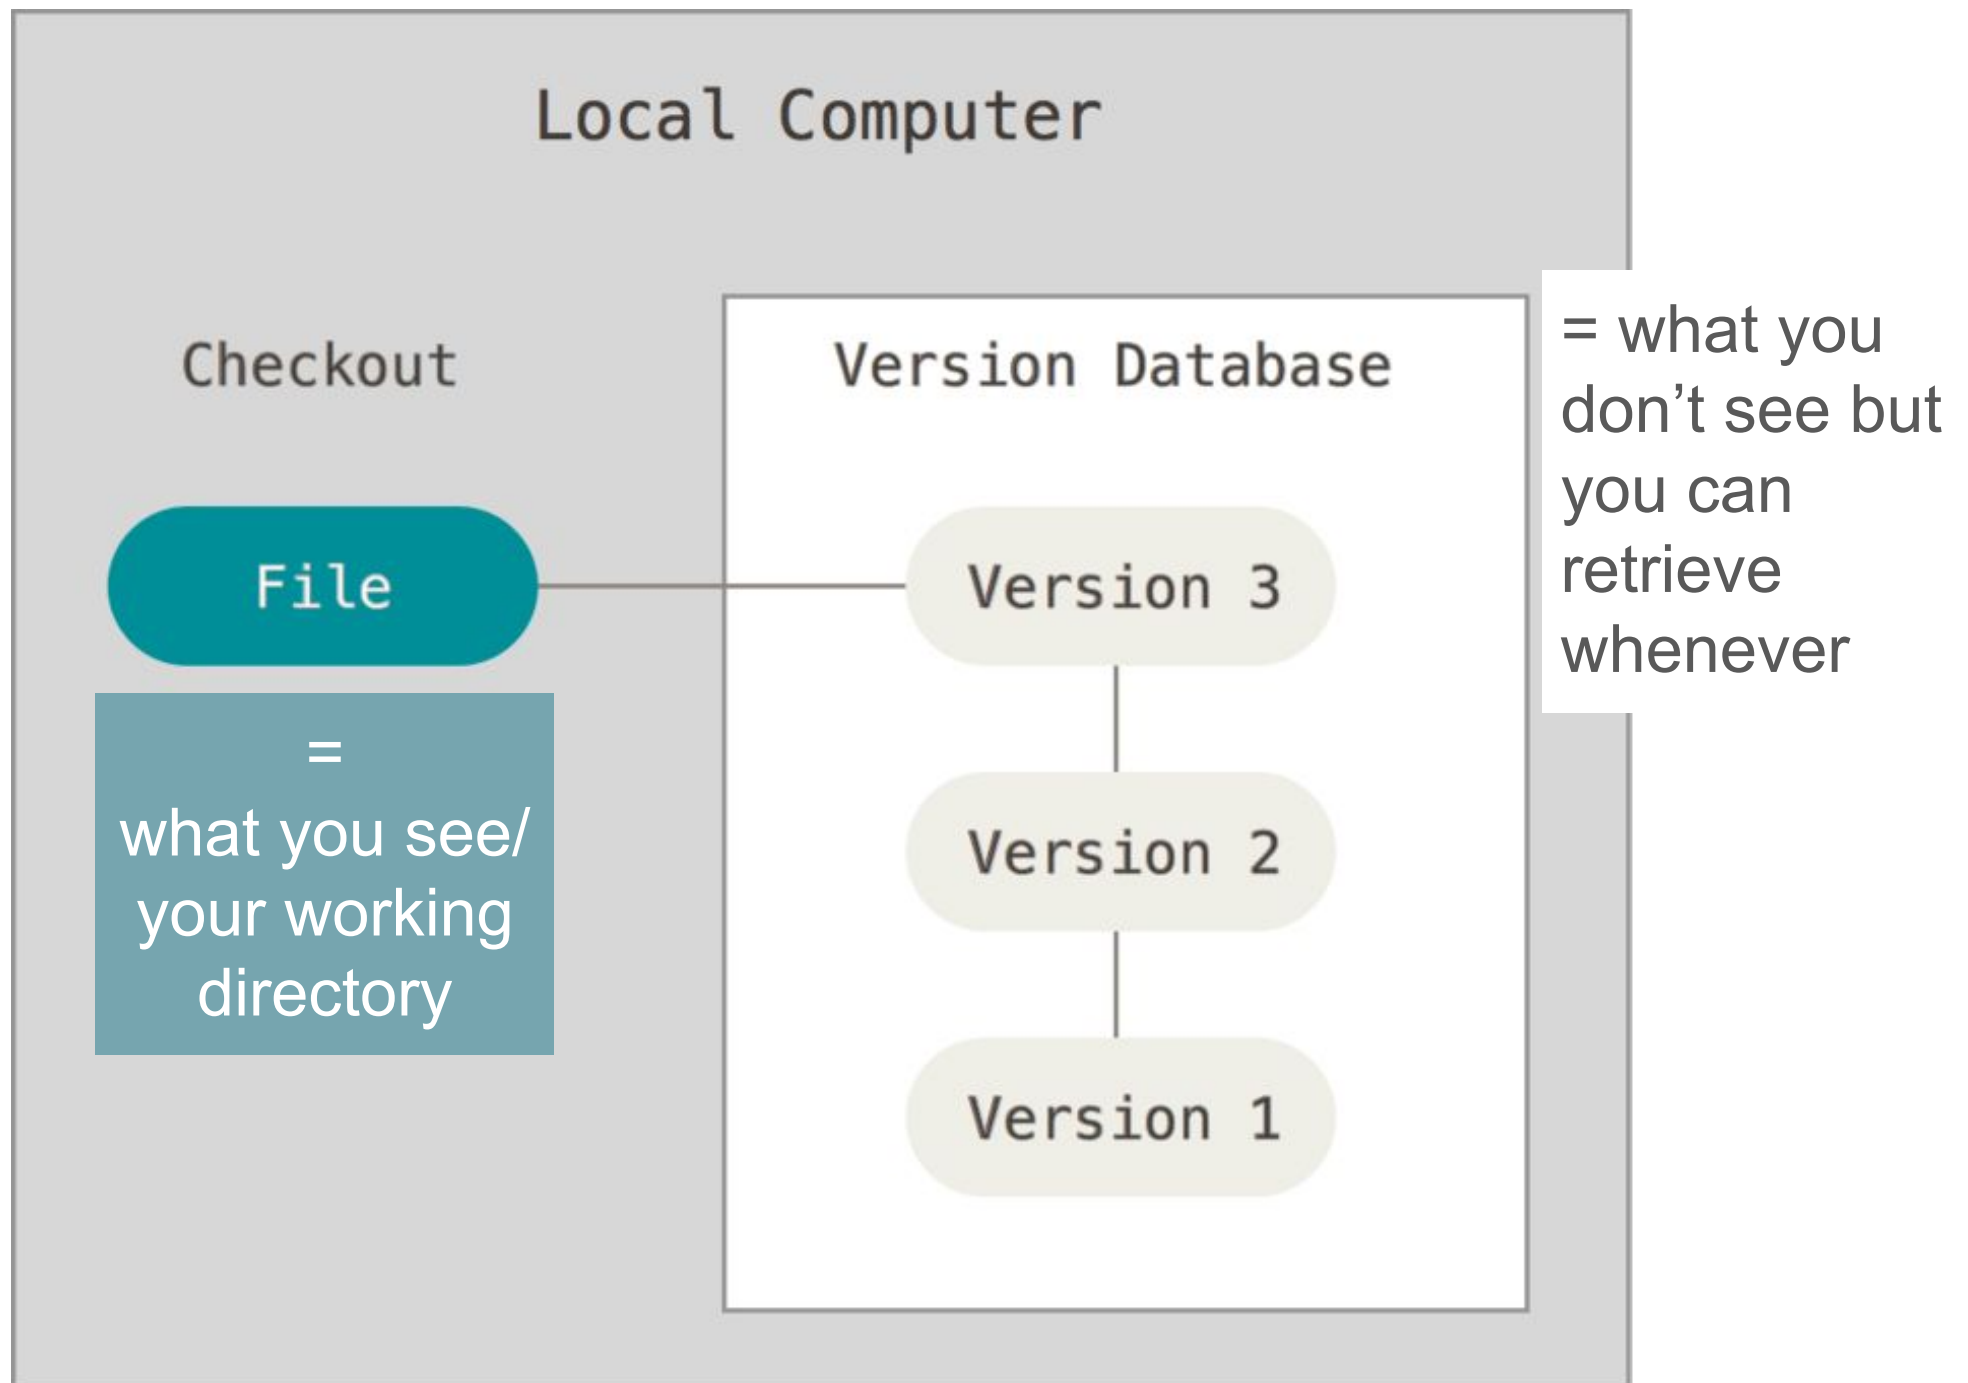 Local Computer
Checkout
File
=
what you see/
your working
directory
Version Database
Version 3
Version 2
Version 1
= what you
don’t see but
you can
retrieve
whenever